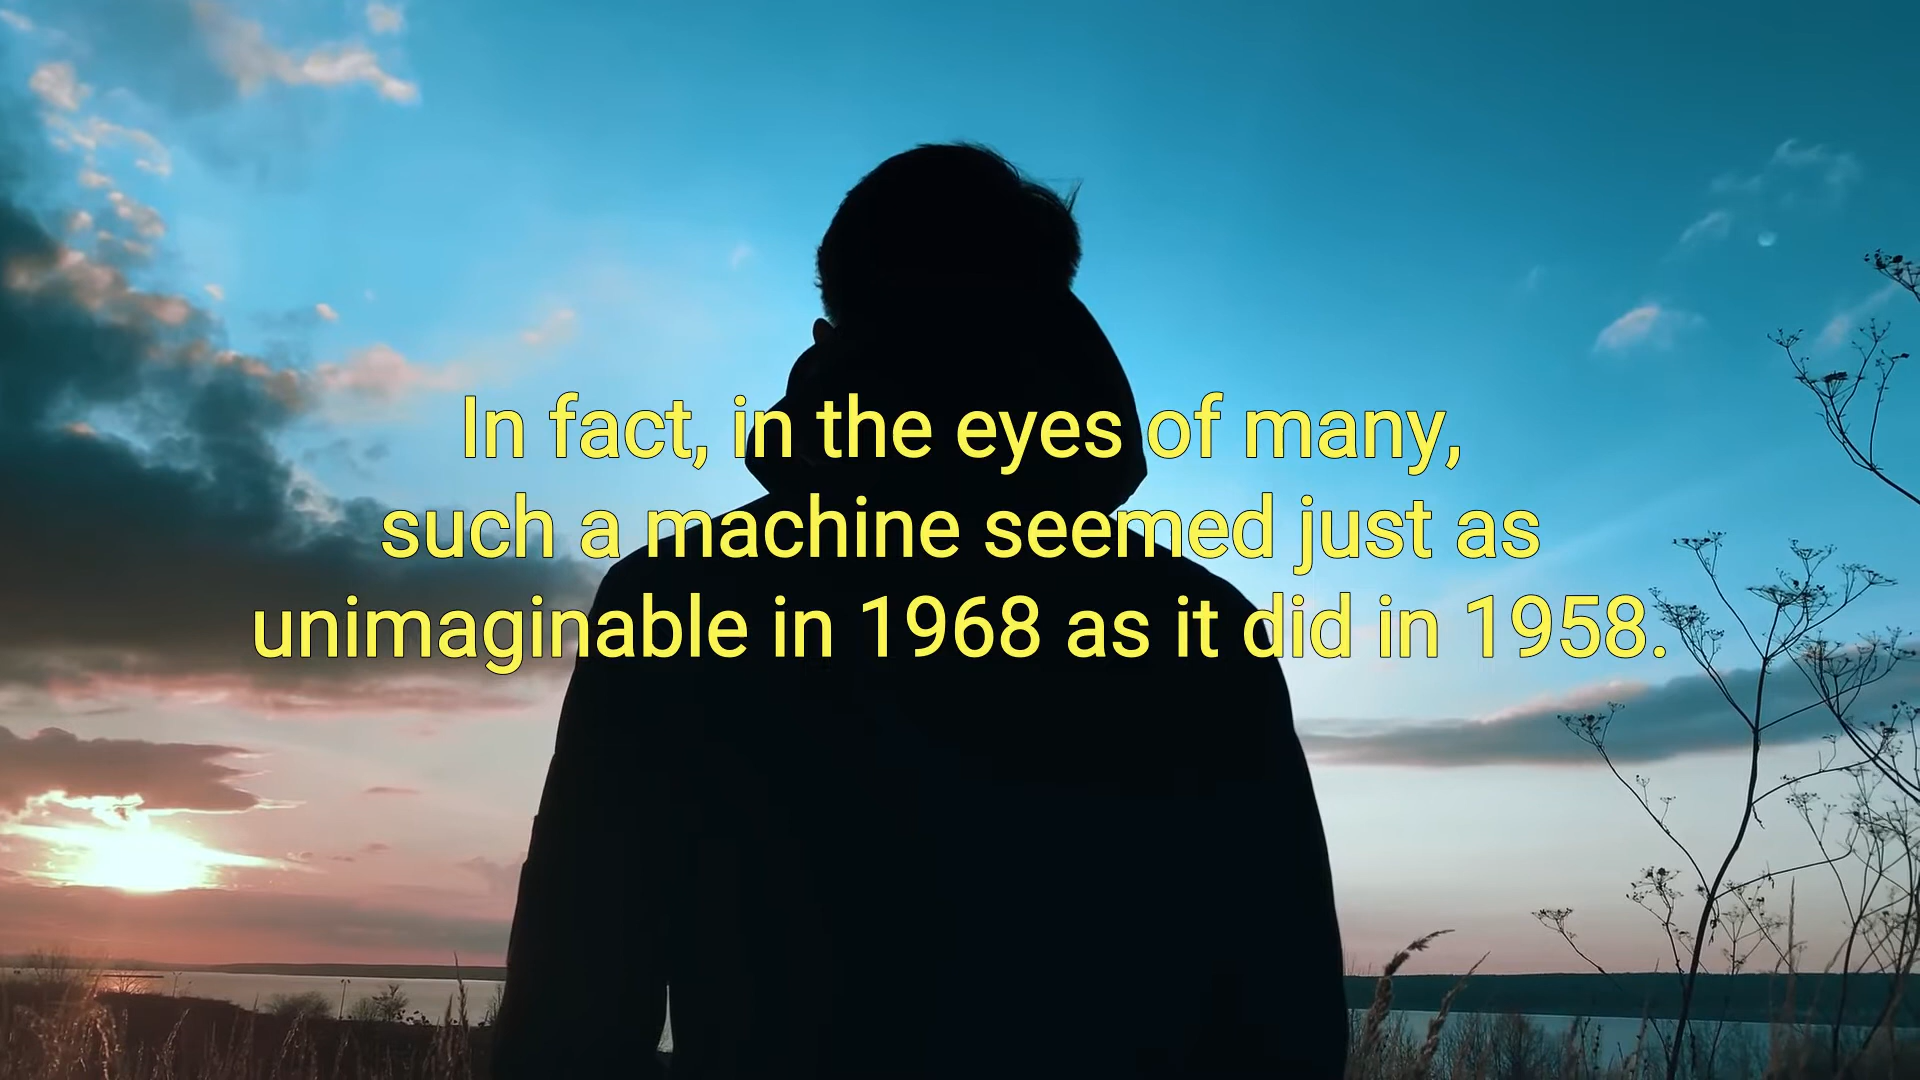 In fact, in the eyes of many,
such a machine seemed just as
unimaginable in 1968 as it did in 1958.